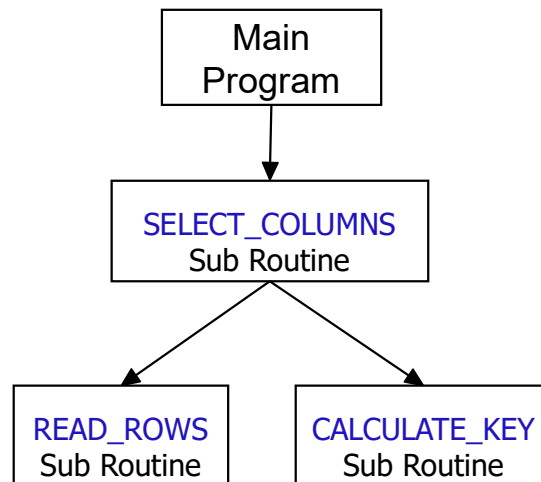 Main
Program
SELECT_COLUMNS
Sub Routine
READ_ROWS
Sub Routine
CALCULATE_KEY
Sub Routine